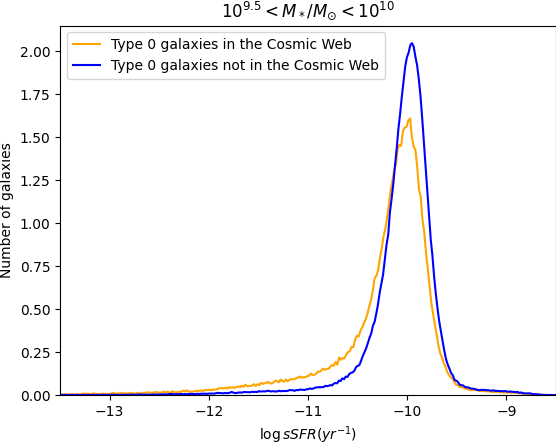 10^{9.5} < M_*/M_⊙ < 10^{10}
Type 0 galaxies in the Cosmic Web
Type 0 galaxies not in the Cosmic Web
Number of galaxies
2.00
1.75
1.50
1.25
1.00
0.75
0.50
0.25
0.00
−13
−12
−11
−10
−9
log sSFR(yr^{−1})